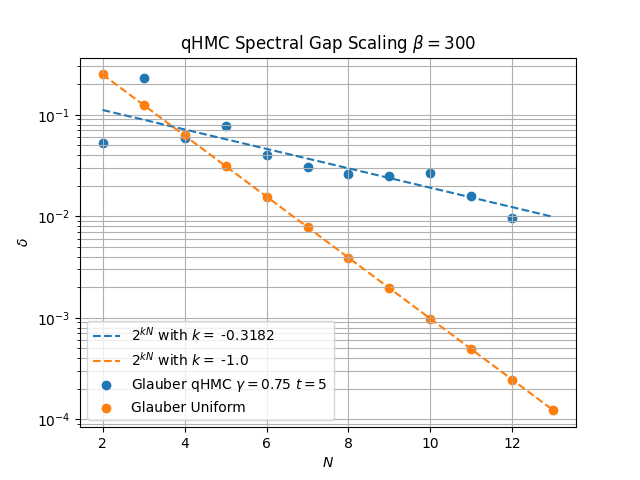 qHMC Spectral Gap Scaling β = 300
10⁻¹
10⁻²
10⁻³
10⁻⁴
δ
2^{kN} with k = -0.3182
2^{kN} with k = -1.0
Glauber qHMC γ = 0.75 t = 5
Glauber Uniform
2 4 6 8 10 12
N